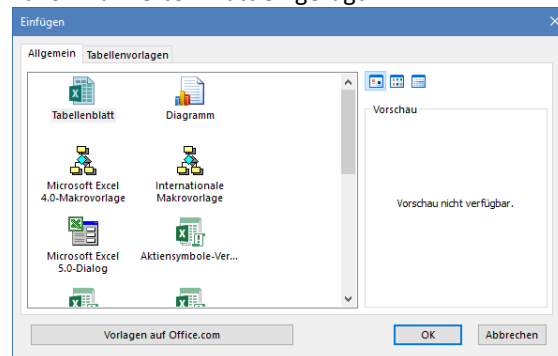 Einfügen
Allgemein
Tabellenvorlagen
Tabellenblatt
Diagramm
Microsoft Excel
4.0-Makrovorlage
Internationale
Makrovorlage
Microsoft Excel
5.0-Dialog
Aktiensymbole-Ver...
Vorschau
Vorschau nicht verfügbar.
Vorlagen auf Office.com
OK
Abbrechen